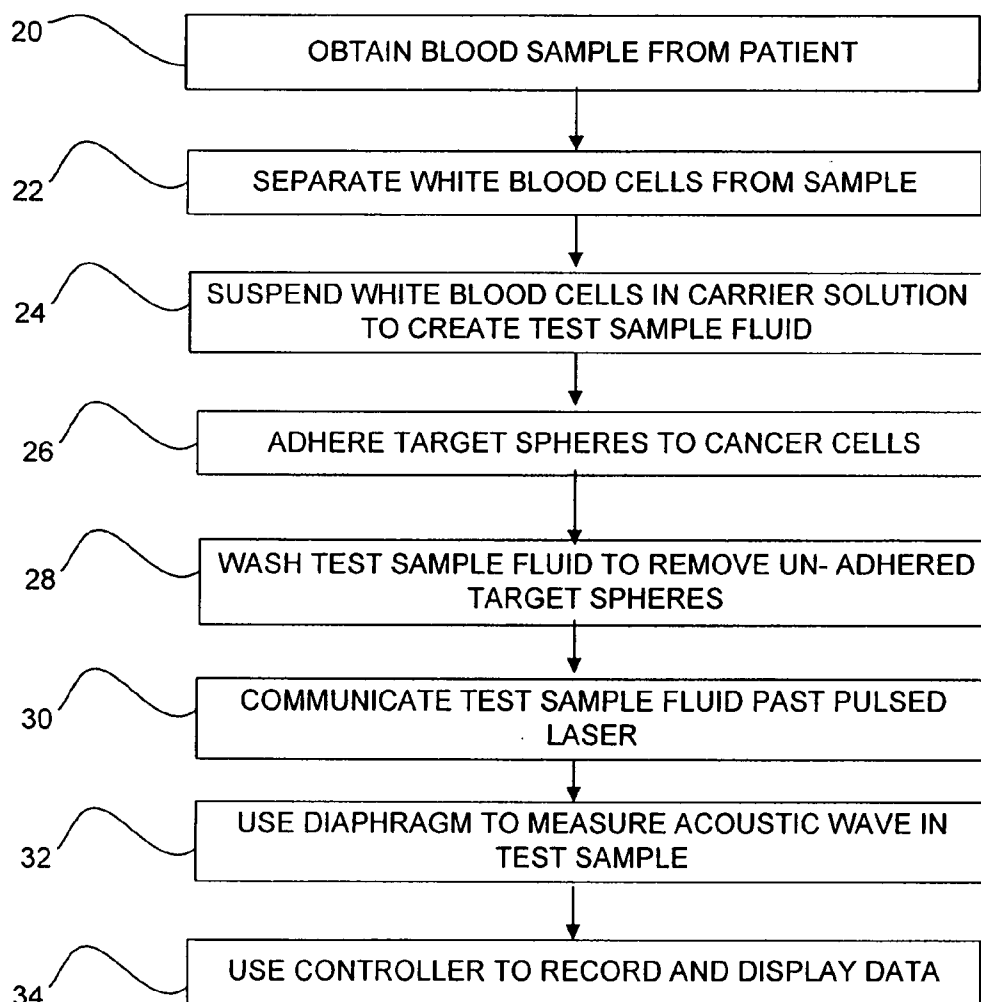 20
OBTAIN BLOOD SAMPLE FROM PATIENT
22
SEPARATE WHITE BLOOD CELLS FROM SAMPLE
24
SUSPEND WHITE BLOOD CELLS IN CARRIER SOLUTION
TO CREATE TEST SAMPLE FLUID
26
ADHERE TARGET SPHERES TO CANCER CELLS
28
WASH TEST SAMPLE FLUID TO REMOVE UN- ADHERED
TARGET SPHERES
30
COMMUNICATE TEST SAMPLE FLUID PAST PULSED
LASER
32
USE DIAPHRAGM TO MEASURE ACOUSTIC WAVE IN
TEST SAMPLE
34
USE CONTROLLER TO RECORD AND DISPLAY DATA